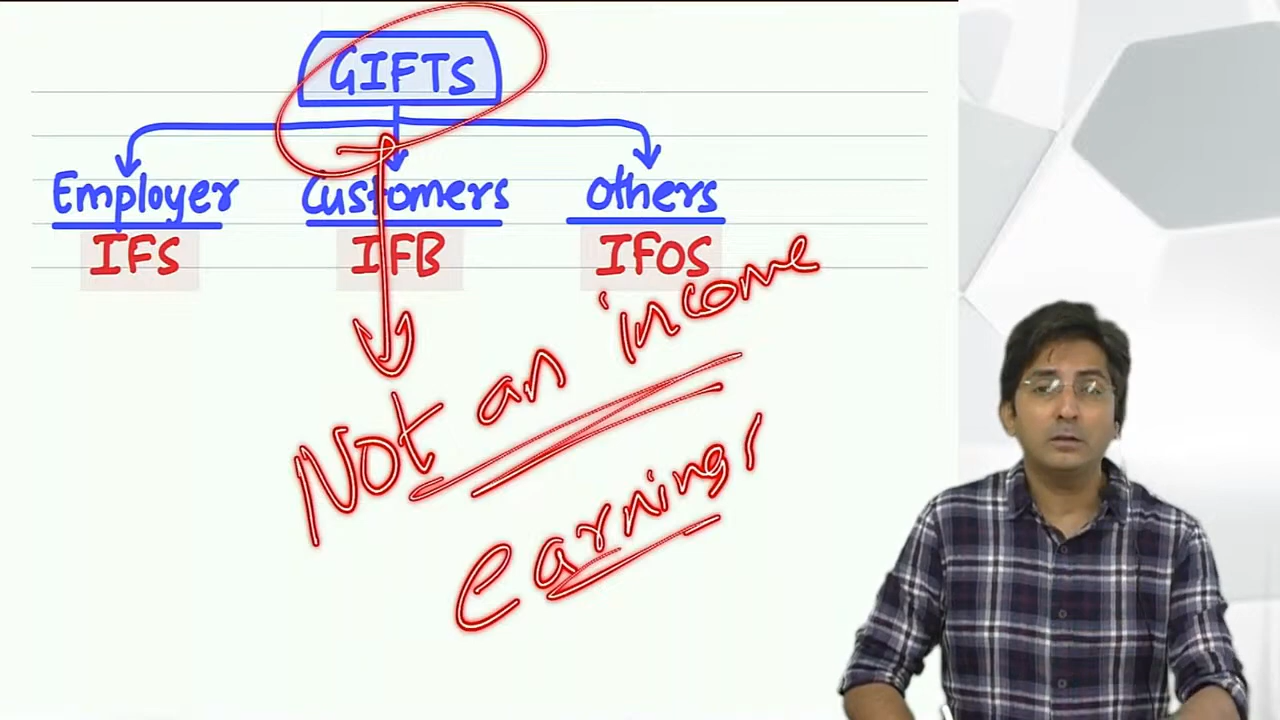 GIFTS
Employer Customers Others
IFS IFB IFOS
Not an income
earnings